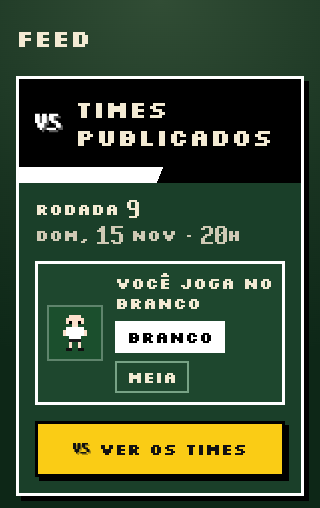 FEED
VS TIMES
PUBLICADOS
RODADA 9
DOM, 15 NOV · 20H
VOCÊ JOGA NO
BRANCO
BRANCO
MEIA
VS VER OS TIMES